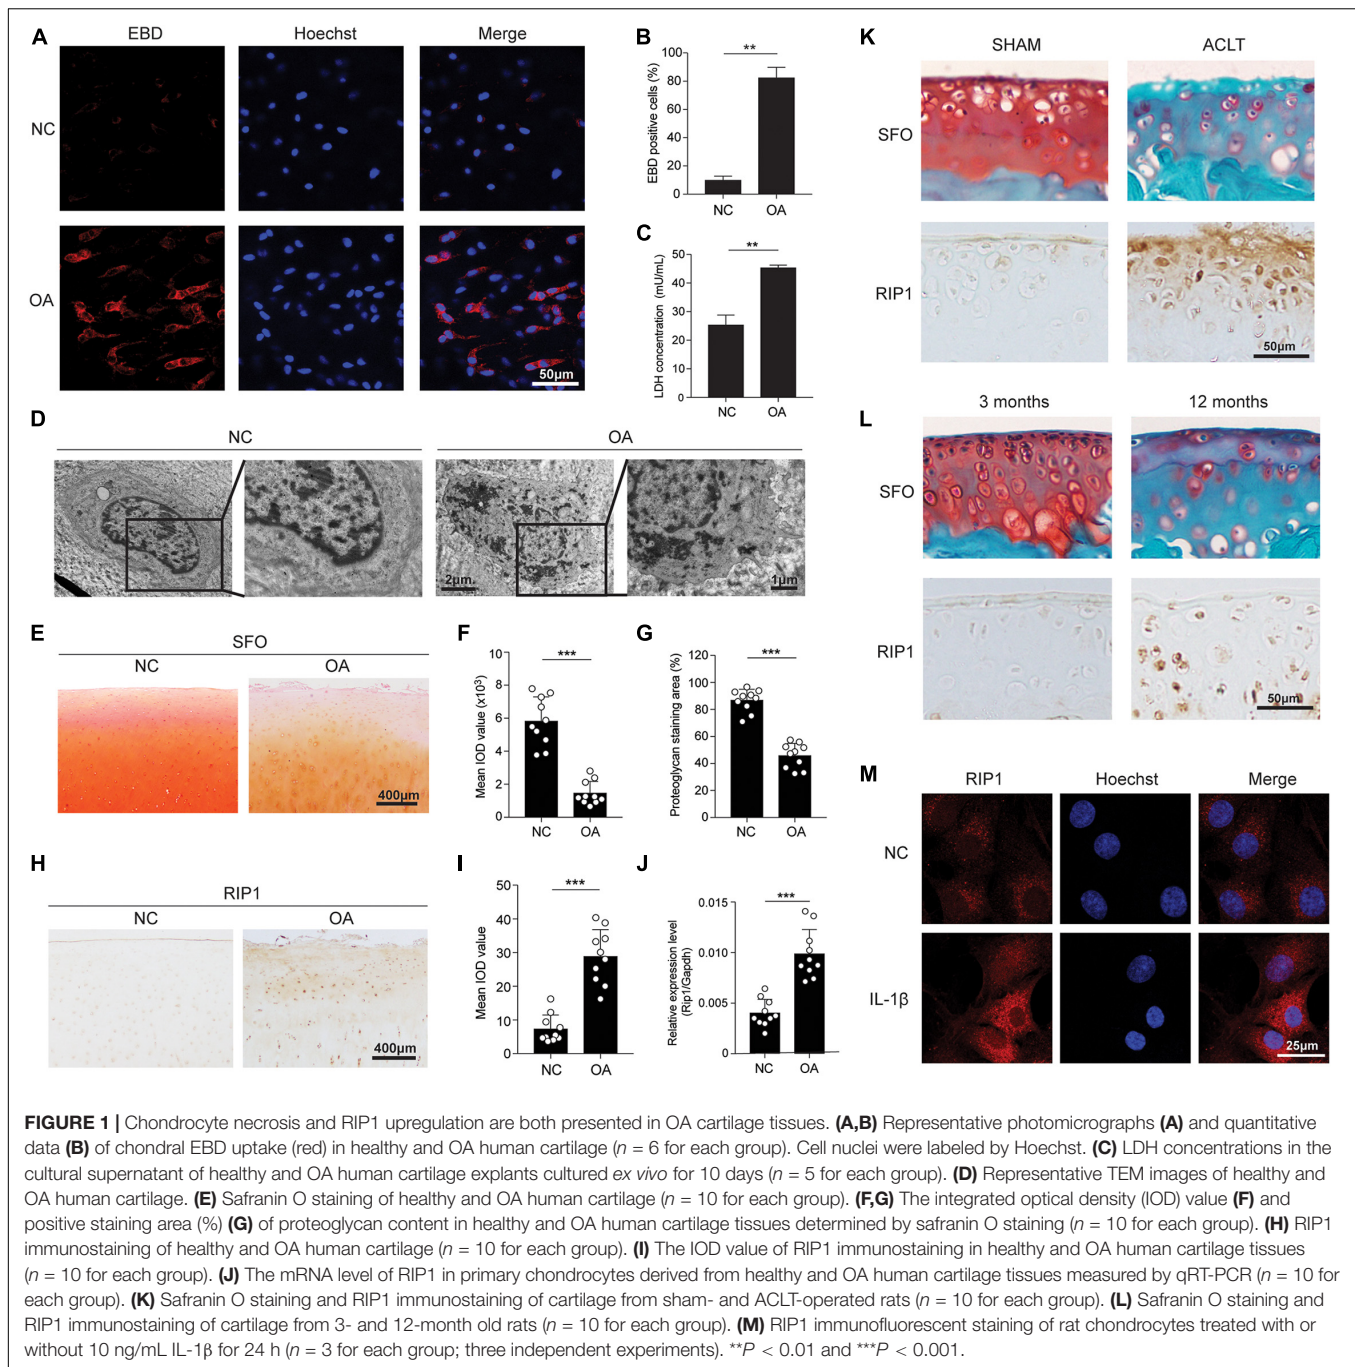 A
EBD
Hoechst
Merge
NC
OA
50µm
B
EBD positive cells (%)
100
80
60
40
20
0
**
NC
OA
C
LDH concentration (mU/mL)
50
40
30
20
10
0
**
NC
OA
D
NC
OA
2µm
1µm
E
SFO
NC
OA
400µm
F
Mean IOD value (x10³)
10
8
6
4
2
0
***
NC
OA
G
Proteoglycan staining area (%)
120
100
80
60
40
20
0
***
NC
OA
H
RIP1
NC
OA
400µm
I
Mean IOD value
50
40
30
20
10
0
***
NC
OA
J
Relative expression level
(Rip1/Gapdh)
0.015
0.010
0.005
0
***
NC
OA
K
SHAM
ACLT
SFO
RIP1
50µm
L
3 months
12 months
SFO
RIP1
50µm
M
RIP1
Hoechst
Merge
NC
IL-1β
25µm
FIGURE 1 | Chondrocyte necrosis and RIP1 upregulation are both presented in OA cartilage tissues. (A,B) Representative photomicrographs (A) and quantitative
data (B) of chondral EBD uptake (red) in healthy and OA human cartilage (n = 6 for each group). Cell nuclei were labeled by Hoechst. (C) LDH concentrations in the
cultural supernatant of healthy and OA human cartilage explants cultured ex vivo for 10 days (n = 5 for each group). (D) Representative TEM images of healthy and
OA human cartilage. (E) Safranin O staining of healthy and OA human cartilage (n = 10 for each group). (F,G) The integrated optical density (IOD) value (F) and
positive staining area (%) (G) of proteoglycan content in healthy and OA human cartilage tissues determined by safranin O staining (n = 10 for each group). (H) RIP1
immunostaining of healthy and OA human cartilage (n = 10 for each group). (I) The IOD value of RIP1 immunostaining in healthy and OA human cartilage tissues
(n = 10 for each group). (J) The mRNA level of RIP1 in primary chondrocytes derived from healthy and OA human cartilage tissues measured by qRT-PCR (n = 10 for
each group). (K) Safranin O staining and RIP1 immunostaining of cartilage from sham- and ACLT-operated rats (n = 10 for each group). (L) Safranin O staining and
RIP1 immunostaining of cartilage from 3- and 12-month old rats (n = 10 for each group). (M) RIP1 immunofluorescent staining of rat chondrocytes treated with or
without 10 ng/mL IL-1β for 24 h (n = 3 for each group; three independent experiments). **P < 0.01 and ***P < 0.001.